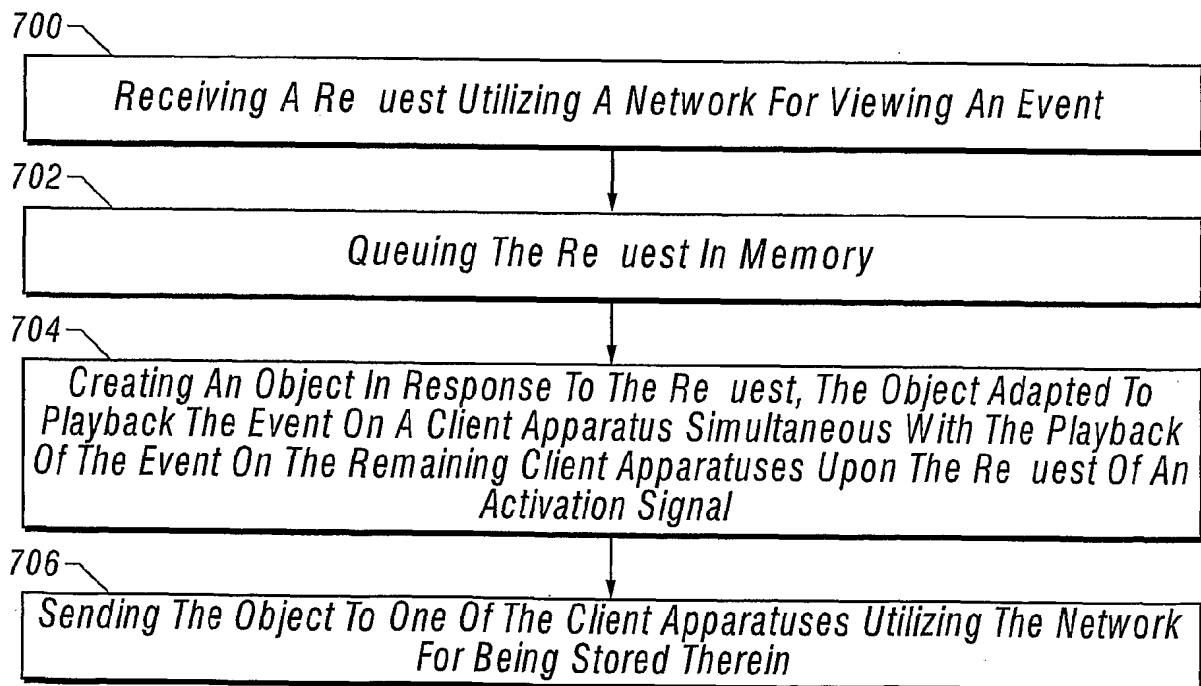 700
Receiving A Re uest Utilizing A Network For Viewing An Event
702
Queuing The Re uest In Memory
704
Creating An Object In Response To The Re uest, The Object Adapted To
Playback The Event On A Client Apparatus Simultaneous With The Playback
Of The Event On The Remaining Client Apparatuses Upon The Re uest Of An
Activation Signal
706
Sending The Object To One Of The Client Apparatuses Utilizing The Network
For Being Stored Therein